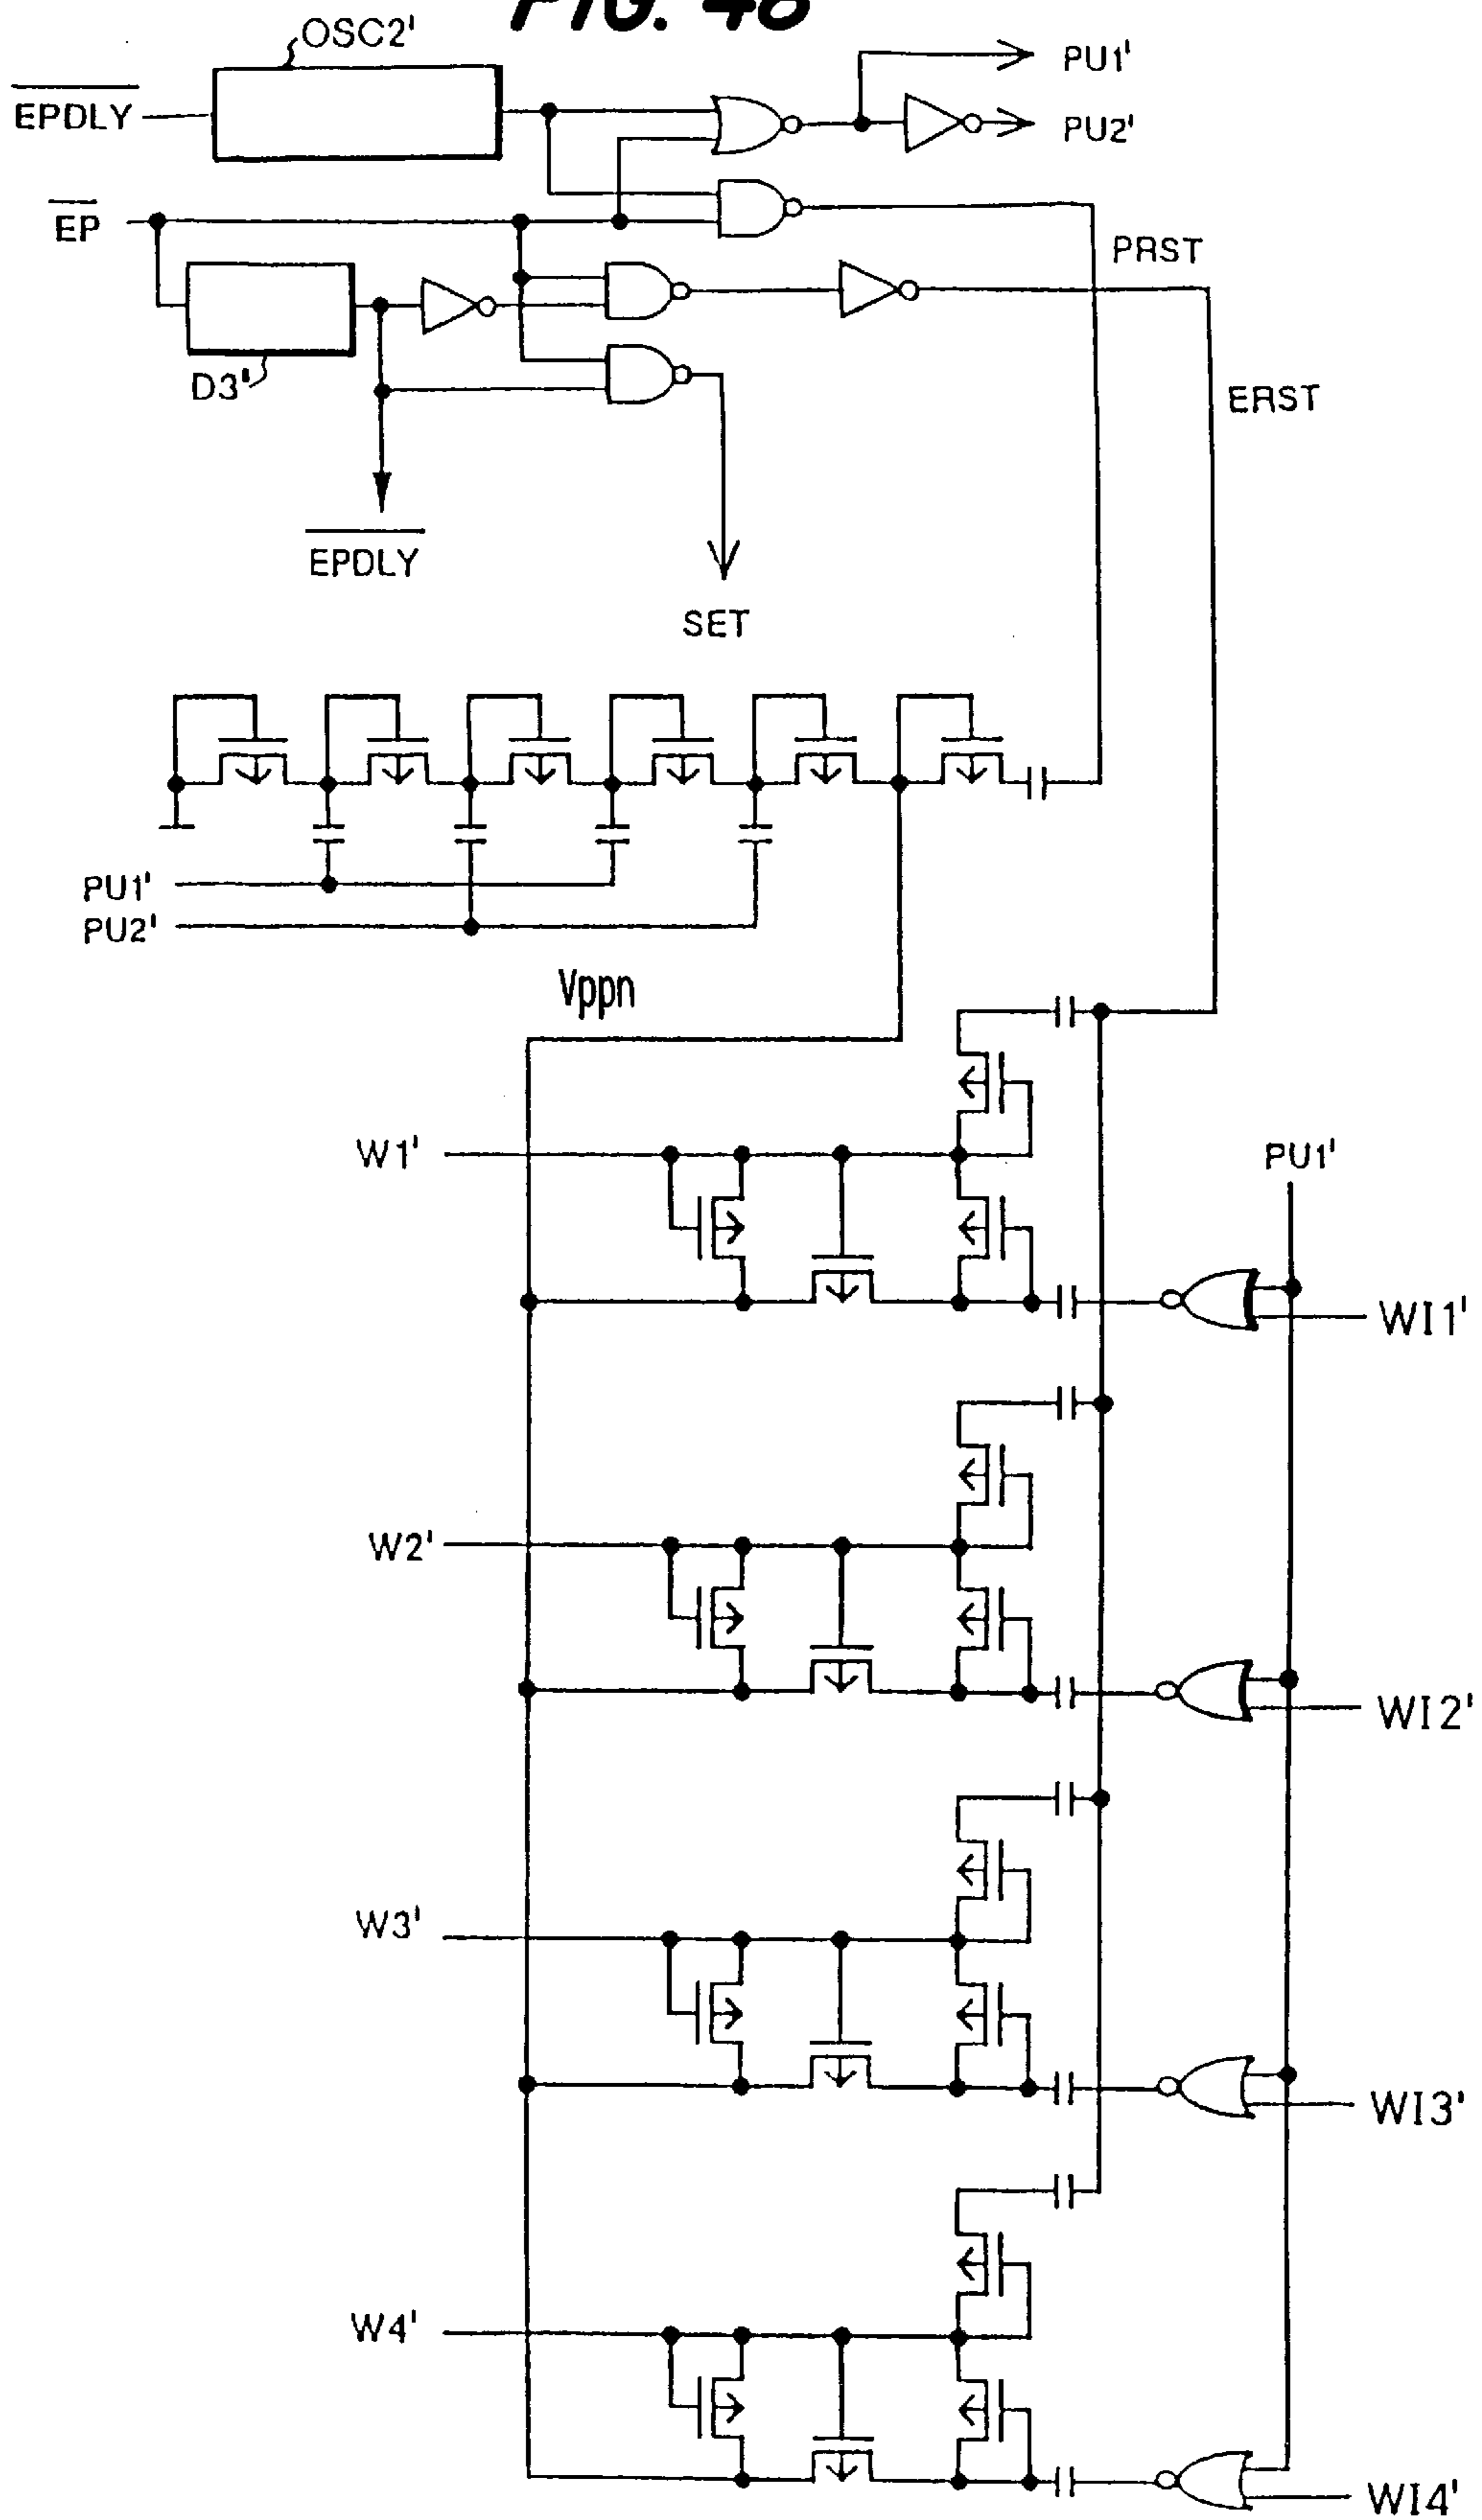 FIG. 48
OSC2'
PU1'
EPDLY
PU2'
EP
PRST
D3'
ERST
EPDLY
SET
PU1'
PU2'
Vppn
W1'
PU1'
WI1'
W2'
WI2'
W3'
WI3'
W4'
WI4'